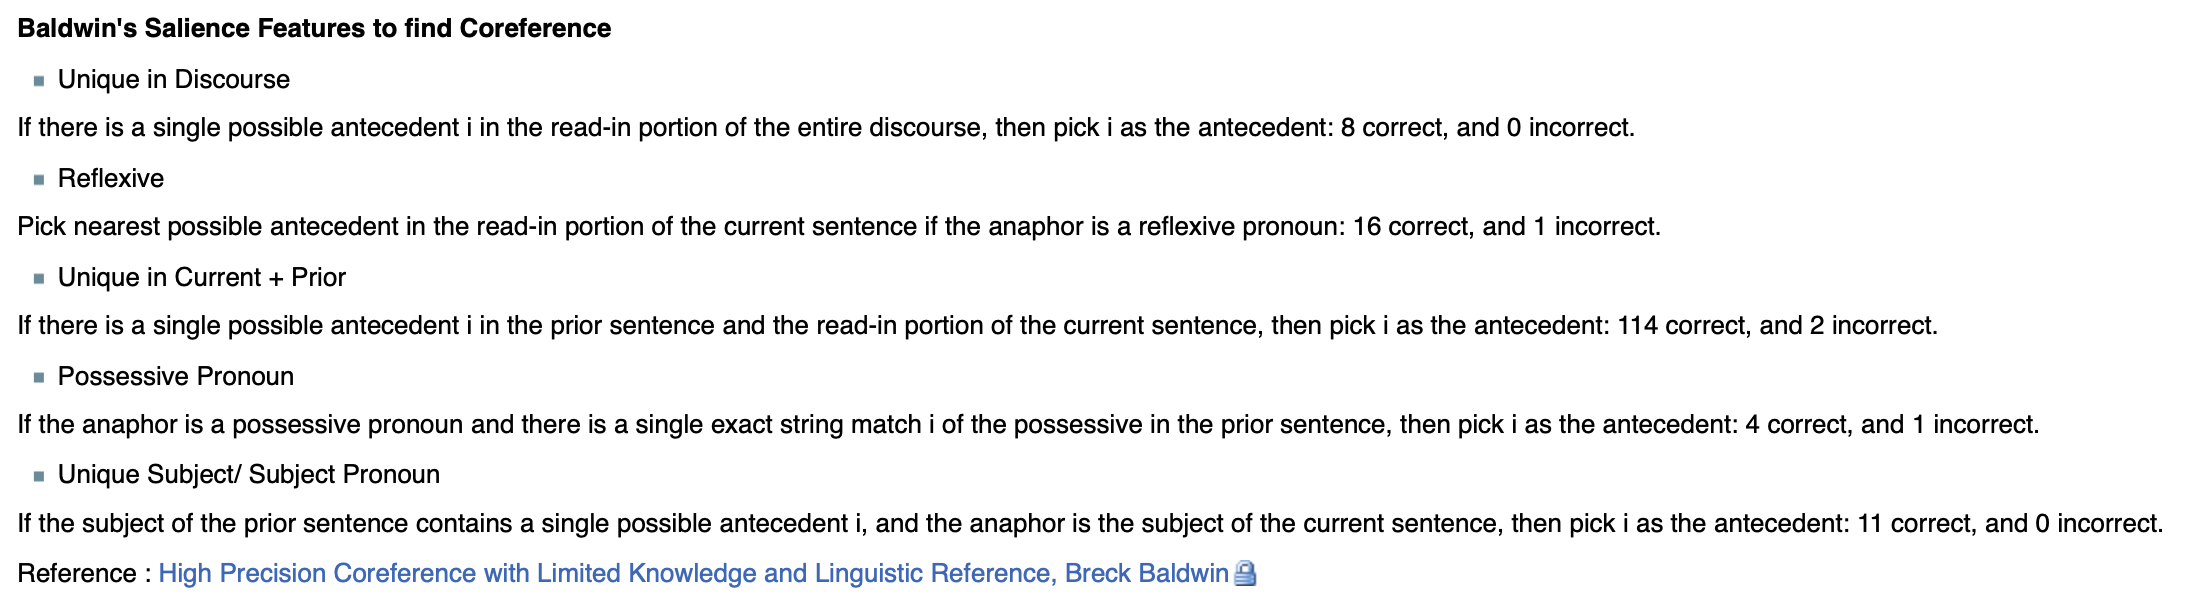 Baldwin's Salience Features to find Coreference
Unique in Discourse
If there is a single possible antecedent i in the read-in portion of the entire discourse, then pick i as the antecedent: 8 correct, and 0 incorrect.
Reflexive
Pick nearest possible antecedent in the read-in portion of the current sentence if the anaphor is a reflexive pronoun: 16 correct, and 1 incorrect.
Unique in Current + Prior
If there is a single possible antecedent i in the prior sentence and the read-in portion of the current sentence, then pick i as the antecedent: 114 correct, and 2 incorrect.
Possessive Pronoun
If the anaphor is a possessive pronoun and there is a single exact string match i of the possessive in the prior sentence, then pick i as the antecedent: 4 correct, and 1 incorrect.
Unique Subject/ Subject Pronoun
If the subject of the prior sentence contains a single possible antecedent i, and the anaphor is the subject of the current sentence, then pick i as the antecedent: 11 correct, and 0 incorrect.
Reference : High Precision Coreference with Limited Knowledge and Linguistic Reference, Breck Baldwin